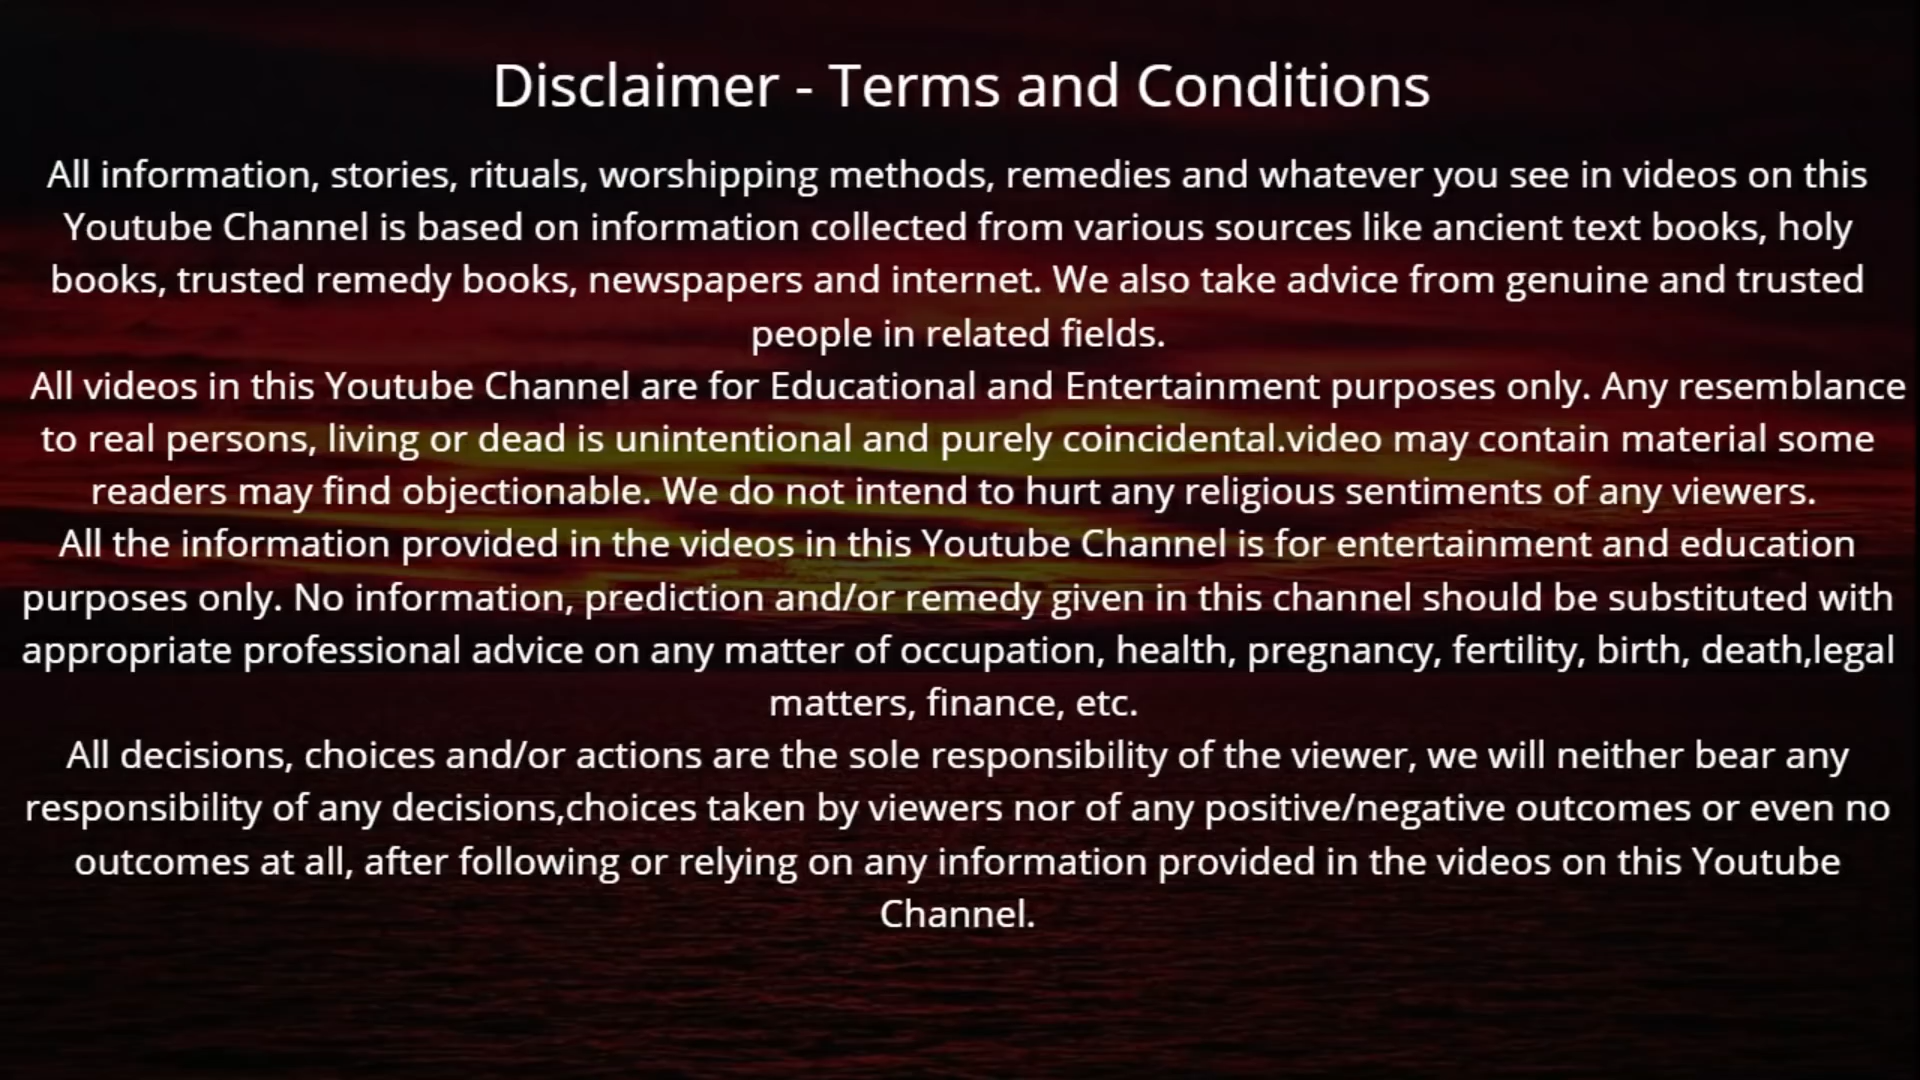 Disclaimer - Terms and Conditions
All information, stories, rituals, worshipping methods, remedies and whatever you see in videos on this
Youtube Channel is based on information collected from various sources like ancient text books, holy
books, trusted remedy books, newspapers and internet. We also take advice from genuine and trusted
people in related fields.
All videos in this Youtube Channel are for Educational and Entertainment purposes only. Any resemblance
to real persons, living or dead is unintentional and purely coincidental.video may contain material some
readers may find objectionable. We do not intend to hurt any religious sentiments of any viewers.
All the information provided in the videos in this Youtube Channel is for entertainment and education
purposes only. No information, prediction and/or remedy given in this channel should be substituted with
appropriate professional advice on any matter of occupation, health, pregnancy, fertility, birth, death,legal
matters, finance, etc.
All decisions, choices and/or actions are the sole responsibility of the viewer, we will neither bear any
responsibility of any decisions,choices taken by viewers nor of any positive/negative outcomes or even no
outcomes at all, after following or relying on any information provided in the videos on this Youtube
Channel.